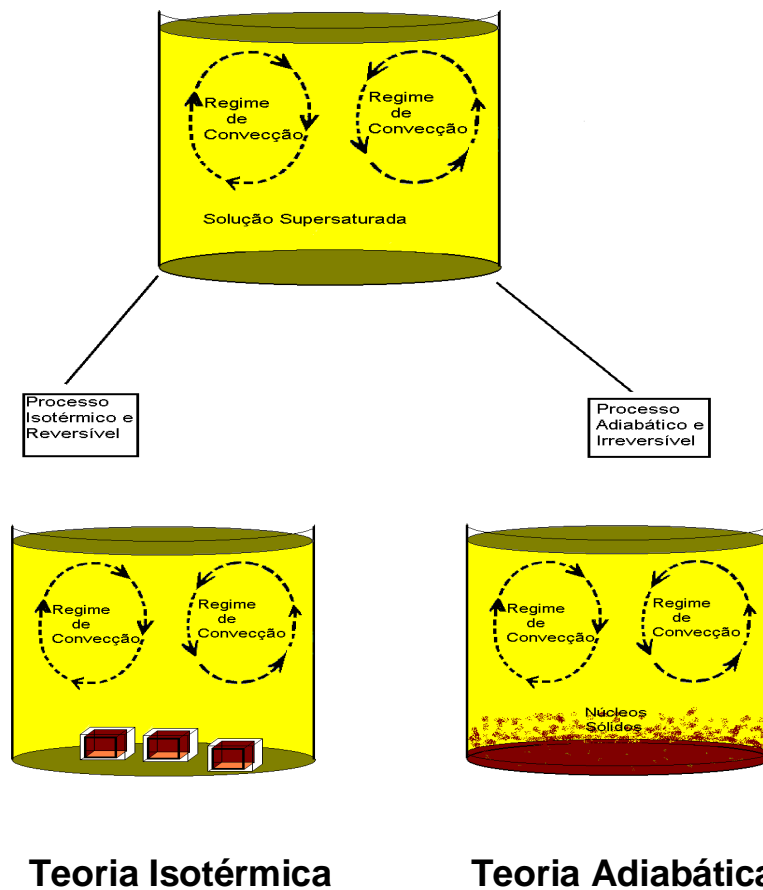 Regime
de
Convecção
Regime
de
Convecção
Solução Supersaturada
Processo
Isotérmico e
Reversível
Processo
Adiabático e
Irreversível
Regime
de
Convecção
Regime
de
Convecção
Regime
de
Convecção
Regime
de
Convecção
Núcleos
Sólidos
Teoria Isotérmica
Teoria Adiabática